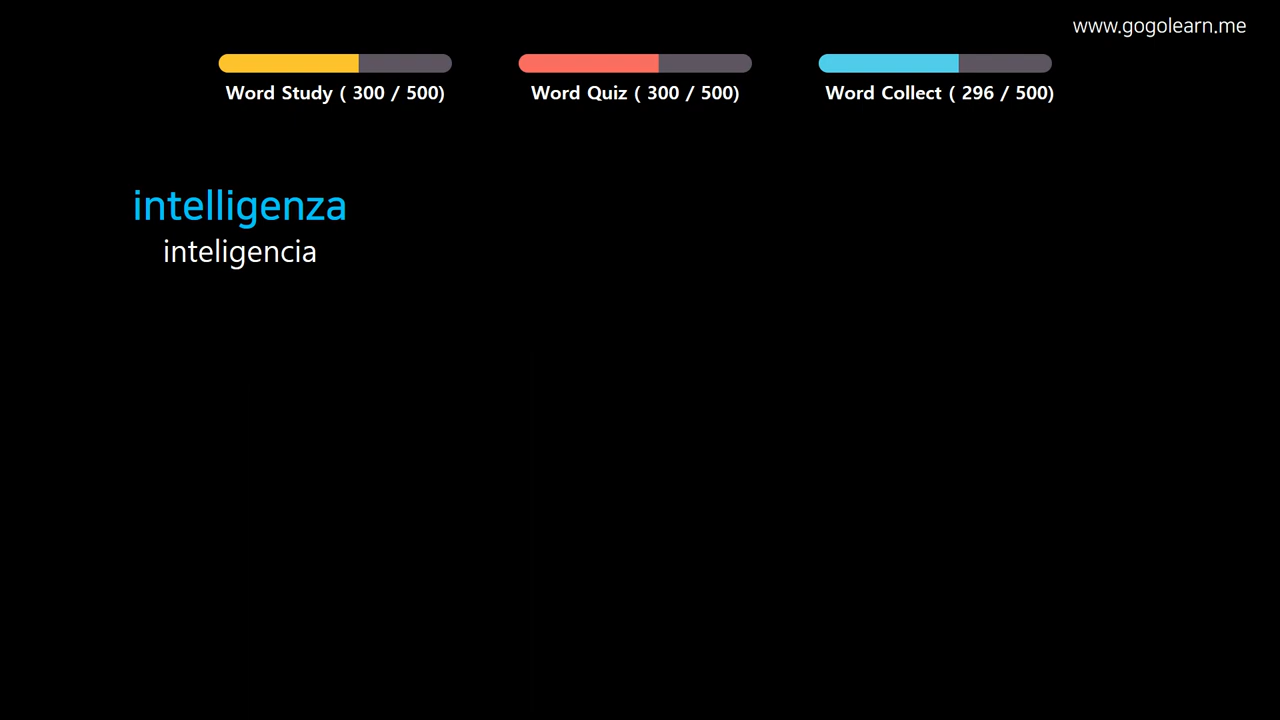 www.gogolearn.me
Word Study ( 300 / 500)
Word Quiz ( 300 / 500)
Word Collect ( 296 / 500)
intelligenza
inteligencia